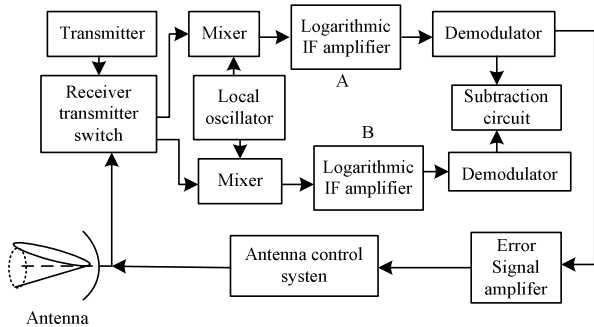 Transmitter
Receiver
transmitter
switch
Mixer
Local
oscillator
Mixer
Logarithmic
IF amplifier
A
B
Logarithmic
IF amplifier
Demodulator
Subtraction
circuit
Demodulator
Antenna control
systen
Error
Signal
amplifer
Antenna